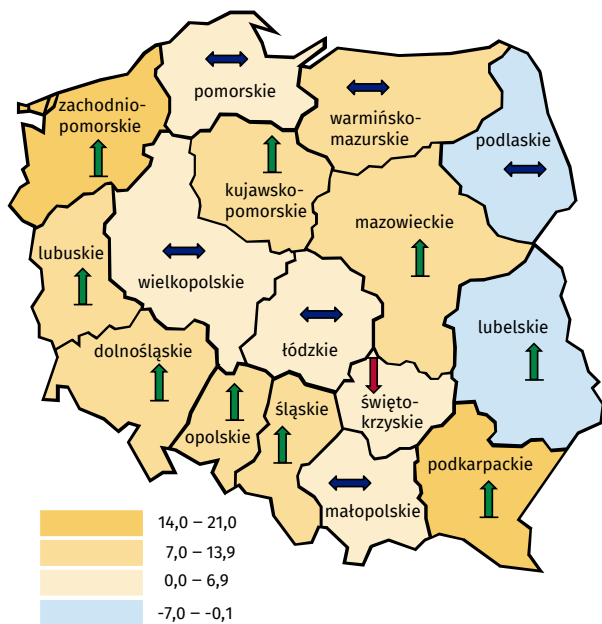 pomorskie
zachodnio-
pomorskie
warmińsko-
mazurskie
podlaskie
kujawsko-
pomorskie
mazowieckie
lubuskie
wielkopolskie
łódzkie
lubelskie
dolnośląskie
opolskie
śląskie
święto-
krzyskie
podkarpackie
małopolskie
14,0 – 21,0
7,0 – 13,9
0,0 – 6,9
-7,0 – -0,1